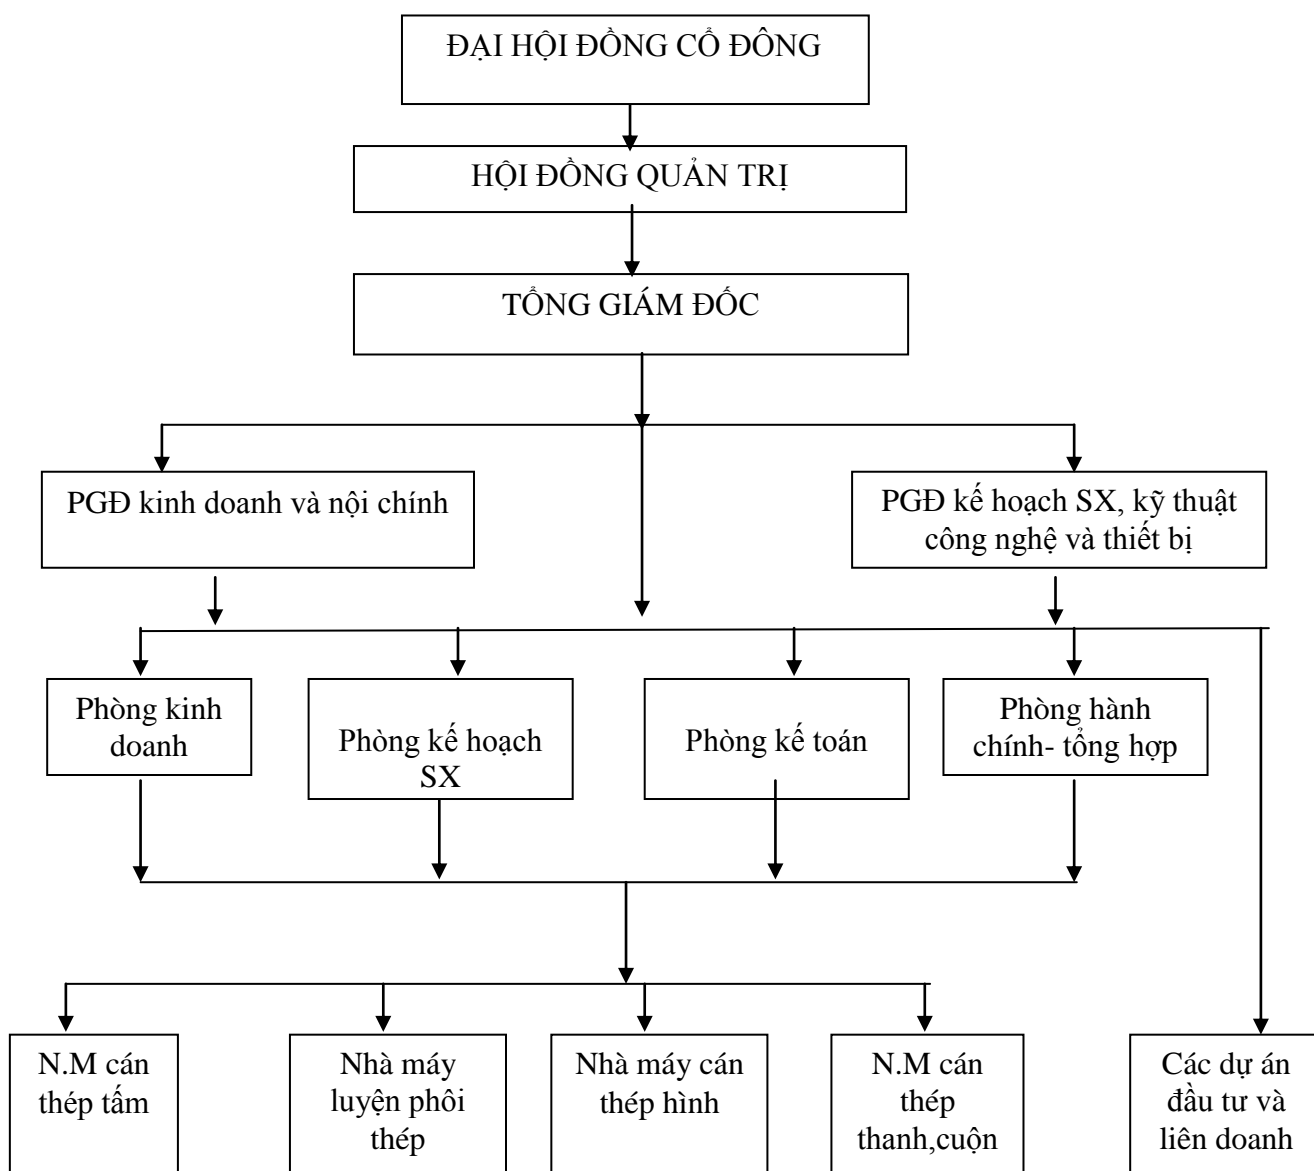 ĐẠI HỘI ĐỒNG CỔ ĐÔNG
HỘI ĐỒNG QUẢN TRỊ
TỔNG GIÁM ĐỐC
PGĐ kinh doanh và nội chính
PGĐ kế hoạch SX, kỹ thuật
công nghệ và thiết bị
Phòng kinh
doanh
Phòng kế hoạch
SX
Phòng kế toán
Phòng hành
chính- tổng hợp
N.M cán
thép tấm
Nhà máy
luyện phôi
thép
Nhà máy cán
thép hình
N.M cán
thép
thanh,cuộn
Các dự án
đầu tư và
liên doanh